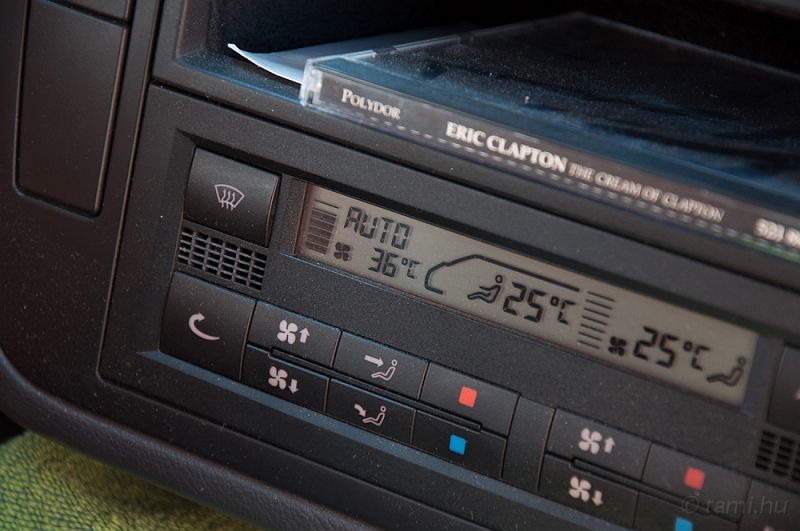 POLYDOR
ERIC CLAPTON THE CREAM OF CLAPTON
AUTO
36°C
25°C
25°C
© tami.hu